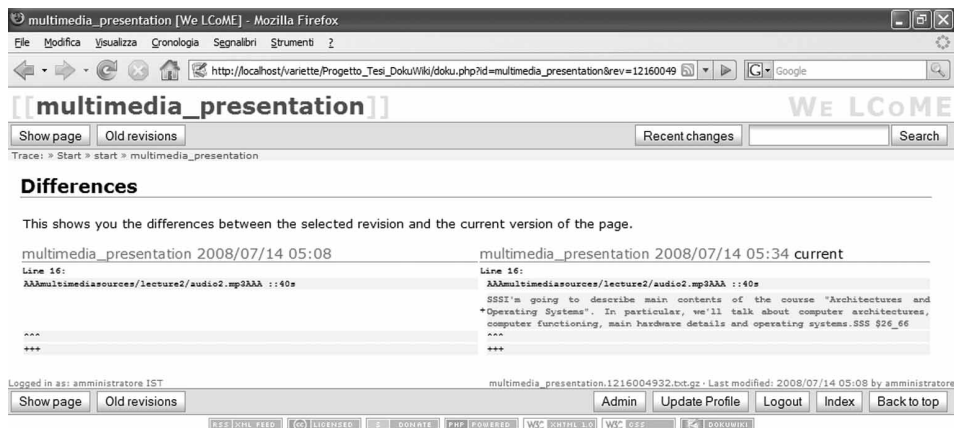 multimedia_presentation [We LCoME] - Mozilla Firefox
File Modifica Visualizza Cronologia Segnalibri Strumenti ?
http://localhost/variette/Progetto_Tesi_DokuWiki/doku.php?id=multimedia_presentation&rev=12160049 Google
[[multimedia_presentation]] WE LCOME
Show page Old revisions Recent changes Search
Trace: » Start » start » multimedia_presentation
Differences
This shows you the differences between the selected revision and the current version of the page.
multimedia_presentation 2008/07/14 05:08 multimedia_presentation 2008/07/14 05:34 current
Line 16: Line 16:
AAAmultimediasources/lecture2/audio2.mp3AAA ::40s AAAmultimediasources/lecture2/audio2.mp3AAA ::40s
SSSI'm going to describe main contents of the course "Architectures and
+ Operating Systems". In particular, we'll talk about computer architectures,
computer functioning, main hardware details and operating systems.SSS $26_66
^^^ ^^^
+++ +++
Logged in as: amministratore IST multimedia_presentation.1216004932.txt.gz · Last modified: 2008/07/14 05:08 by amministratore
Show page Old revisions Admin Update Profile Logout Index Back to top
RSS XML FEED (cc) LICENSED $ DONATE PHP POWERED W3C XHTML 1.0 W3C CSS DOKUWIKI